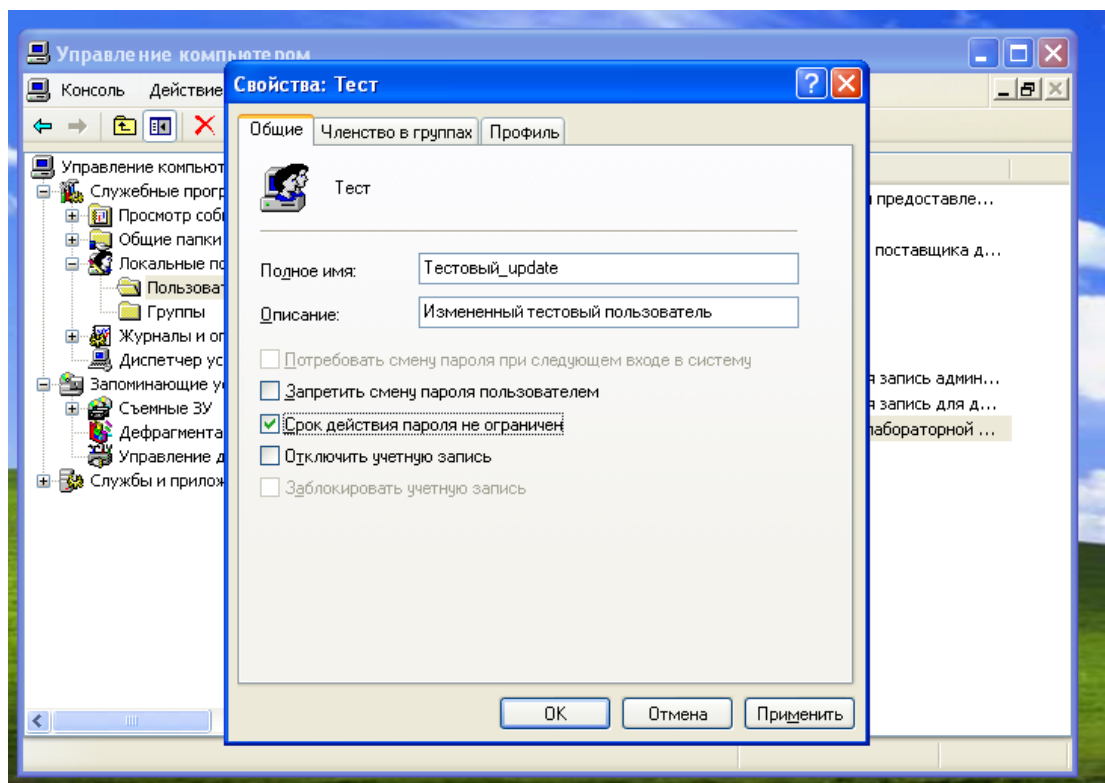 Управление компьютером
Консоль Действие
Свойства: Тест
Общие Членство в группах Профиль
Тест
Полное имя: Тестовый_update
Описание: Измененный тестовый пользователь
Потребовать смену пароля при следующем входе в систему
Запретить смену пароля пользователем
Срок действия пароля не ограничен
Отключить учетную запись
Заблокировать учетную запись
OK Отмена Применить
Управление компьют
Служебные прогр
Просмотр собы
Общие папки
Локальные по
Пользоват
Группы
Журналы и оп
Диспетчер ус
Запоминающие у
Съемные ЗУ
Дефрагмента
Управление д
Службы и прилож
предоставле...
поставщика д...
я запись админ...
я запись для д...
лабораторной ...